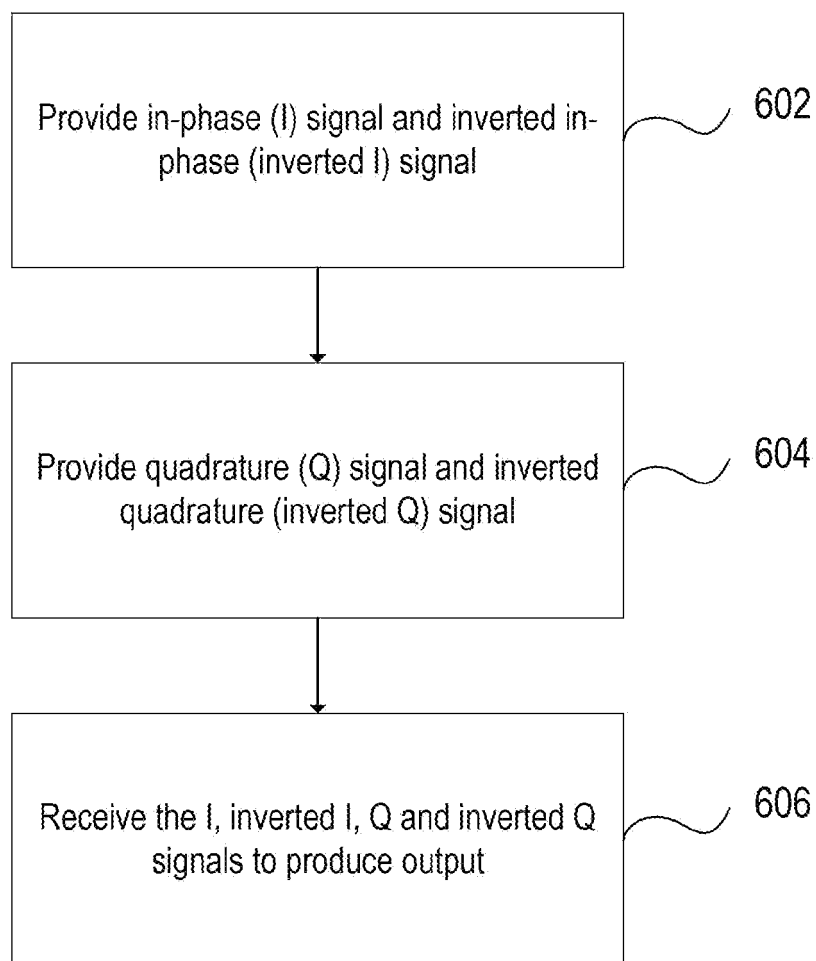 Provide in-phase (I) signal and inverted in-
phase (inverted I) signal
602
Provide quadrature (Q) signal and inverted
quadrature (inverted Q) signal
604
Receive the I, inverted I, Q and inverted Q
signals to produce output
606